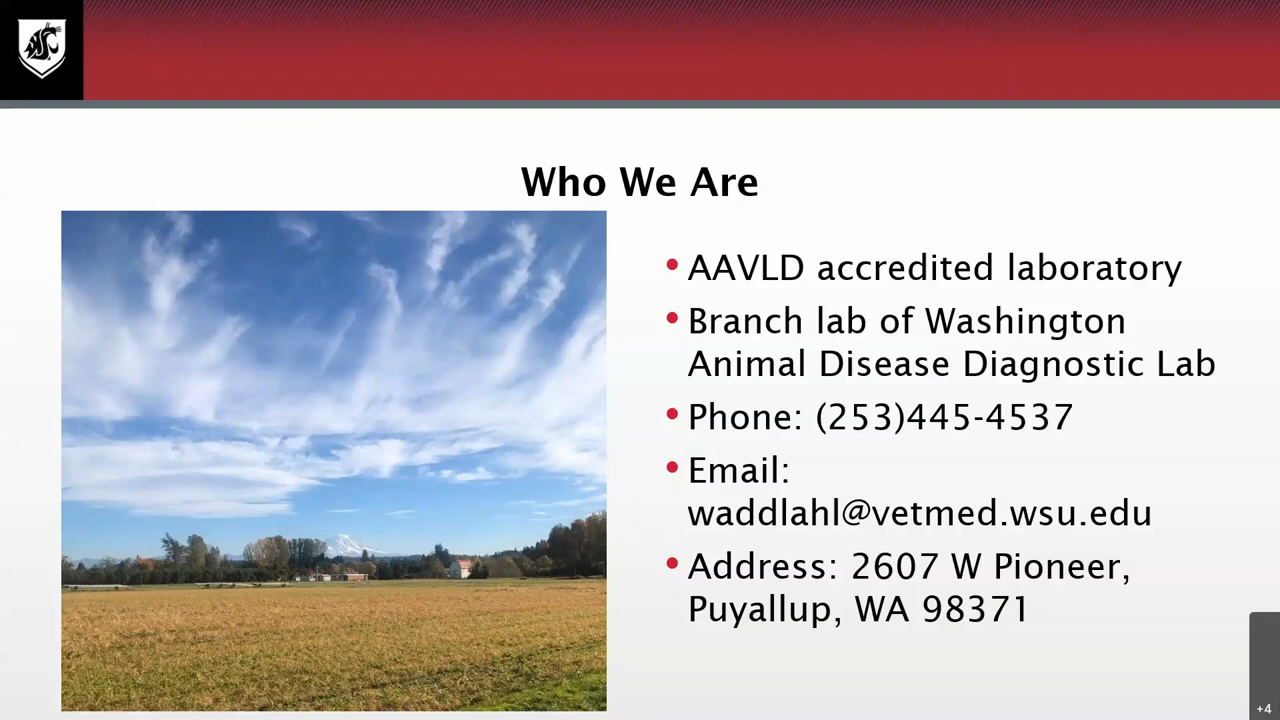 Who We Are
AAVLD accredited laboratory
Branch lab of Washington
Animal Disease Diagnostic Lab
Phone: (253)445-4537
Email:
waddlahl@vetmed.wsu.edu
Address: 2607 W Pioneer,
Puyallup, WA 98371
+4